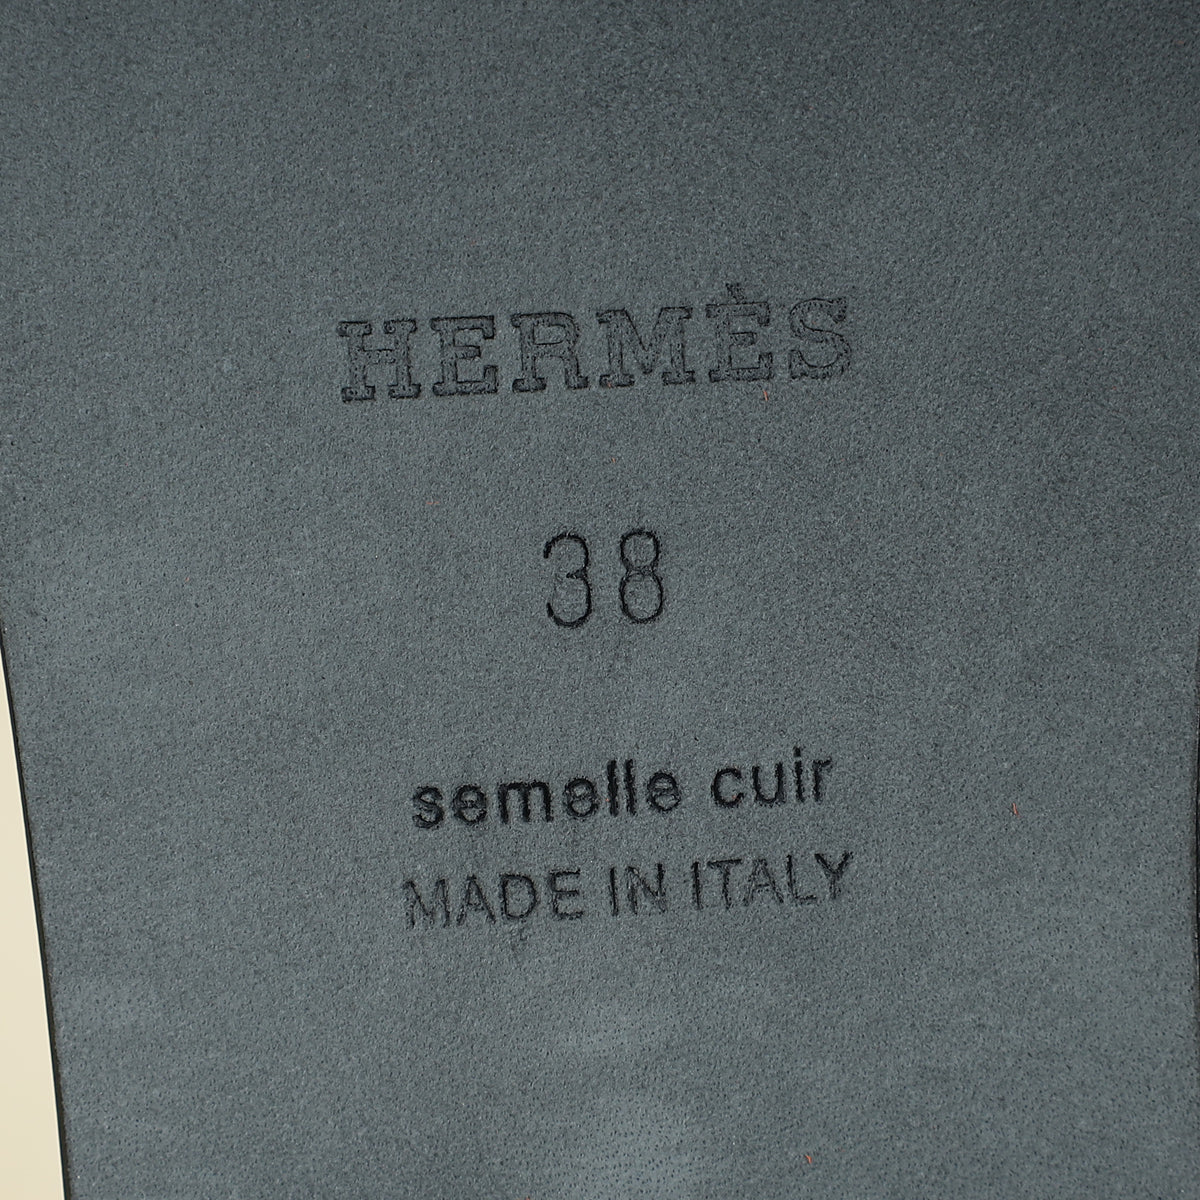 HERMÈS
38
semelle cuir
MADE IN ITALY